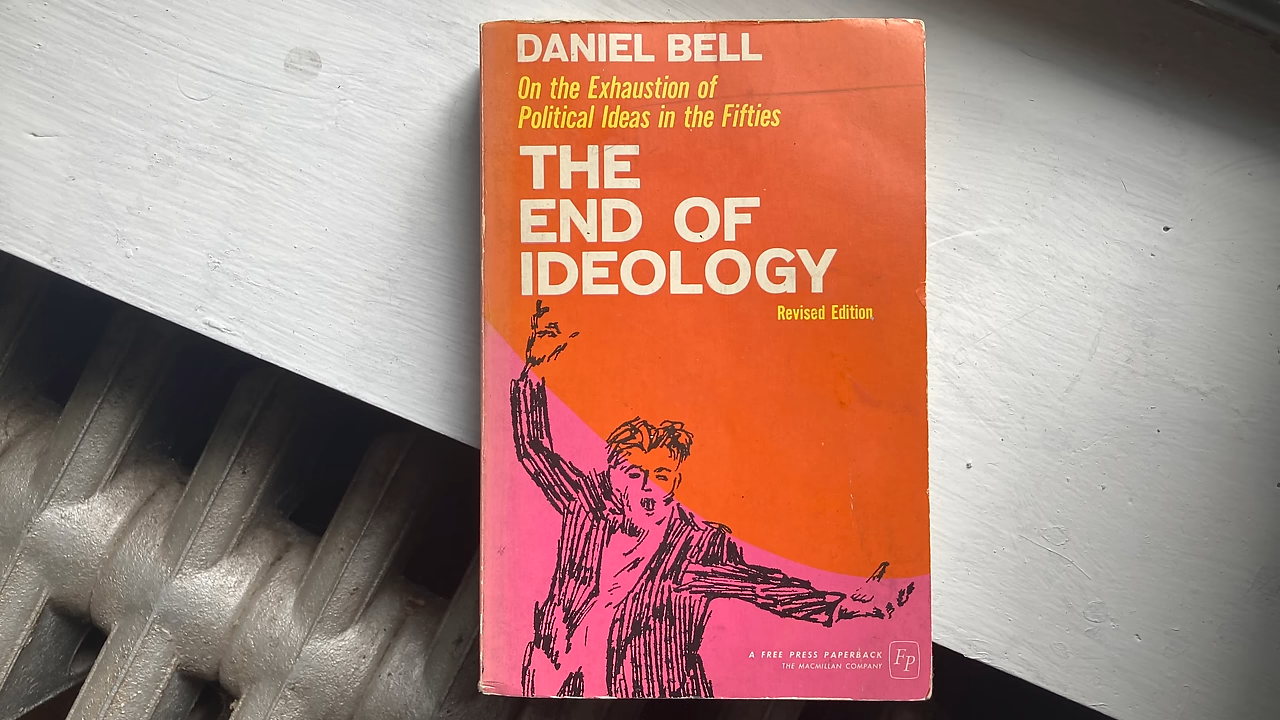 DANIEL BELL
On the Exhaustion of
Political Ideas in the Fifties
THE
END OF
IDEOLOGY
Revised Edition
A FREE PRESS PAPERBACK
THE MACMILLAN COMPANY
FP